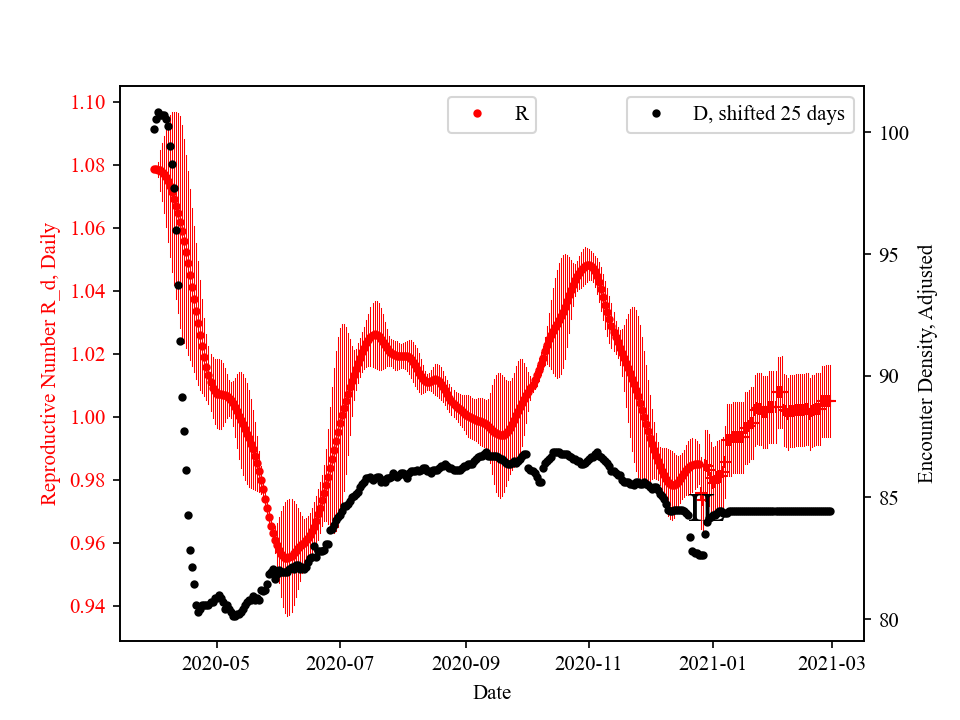 R
D, shifted 25 days
Reproductive Number R_d, Daily
1.10
1.08
1.06
1.04
1.02
1.00
0.98
0.96
0.94
100
95
90
85
80
Encounter Density, Adjusted
II
2020-05 2020-07 2020-09 2020-11 2021-01 2021-03
Date